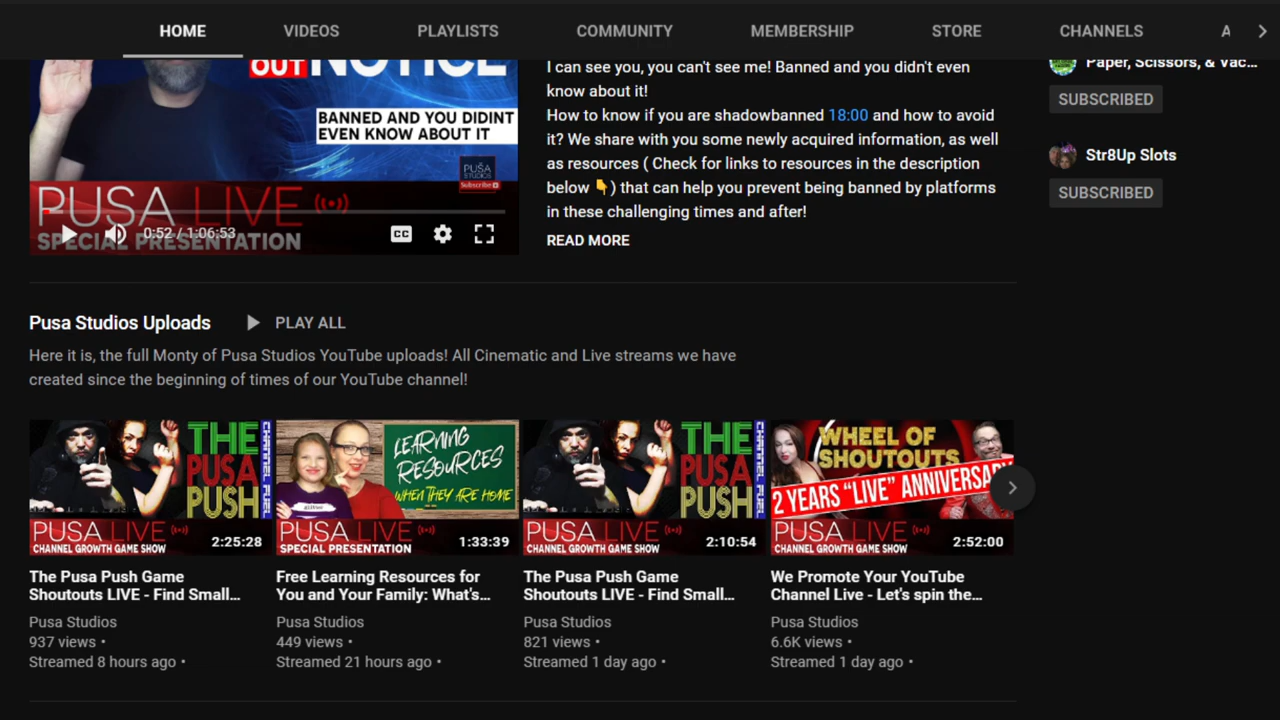 HOME VIDEOS PLAYLISTS COMMUNITY MEMBERSHIP STORE CHANNELS A
OUT NOTICE
BANNED AND YOU DIDINT
EVEN KNOW ABOUT IT
PUŠA
STUDIOS
Subscribe
PUSA LIVE
SPECIAL PRESENTATION
0:52 / 1:06:53
CC
I can see you, you can't see me! Banned and you didn't even
know about it!
How to know if you are shadowbanned 18:00 and how to avoid
it? We share with you some newly acquired information, as well
as resources ( Check for links to resources in the description
below 👇) that can help you prevent being banned by platforms
in these challenging times and after!
READ MORE
Paper, Scissors, & Vac...
SUBSCRIBED
Str8Up Slots
SUBSCRIBED
Pusa Studios Uploads PLAY ALL
Here it is, the full Monty of Pusa Studios YouTube uploads! All Cinematic and Live streams we have
created since the beginning of times of our YouTube channel!
THE
PUSA
PUSH
CHANNEL FUEL
PUSA LIVE
CHANNEL GROWTH GAME SHOW
2:25:28
The Pusa Push Game
Shoutouts LIVE - Find Small...
Pusa Studios
937 views •
Streamed 8 hours ago •
LEARNING
RESOURCES
WHEN THEY ARE HOME
PUSA LIVE
SPECIAL PRESENTATION
1:33:39
Free Learning Resources for
You and Your Family: What's...
Pusa Studios
449 views •
Streamed 21 hours ago •
THE
PUSA
PUSH
CHANNEL FUEL
PUSA LIVE
CHANNEL GROWTH GAME SHOW
2:10:54
The Pusa Push Game
Shoutouts LIVE - Find Small...
Pusa Studios
821 views •
Streamed 1 day ago •
WHEEL OF
SHOUTOUTS
2 YEARS “LIVE” ANNIVERSARY
PUSA LIVE
CHANNEL GROWTH GAME SHOW
2:52:00
We Promote Your YouTube
Channel Live - Let's spin the...
Pusa Studios
6.6K views •
Streamed 1 day ago •